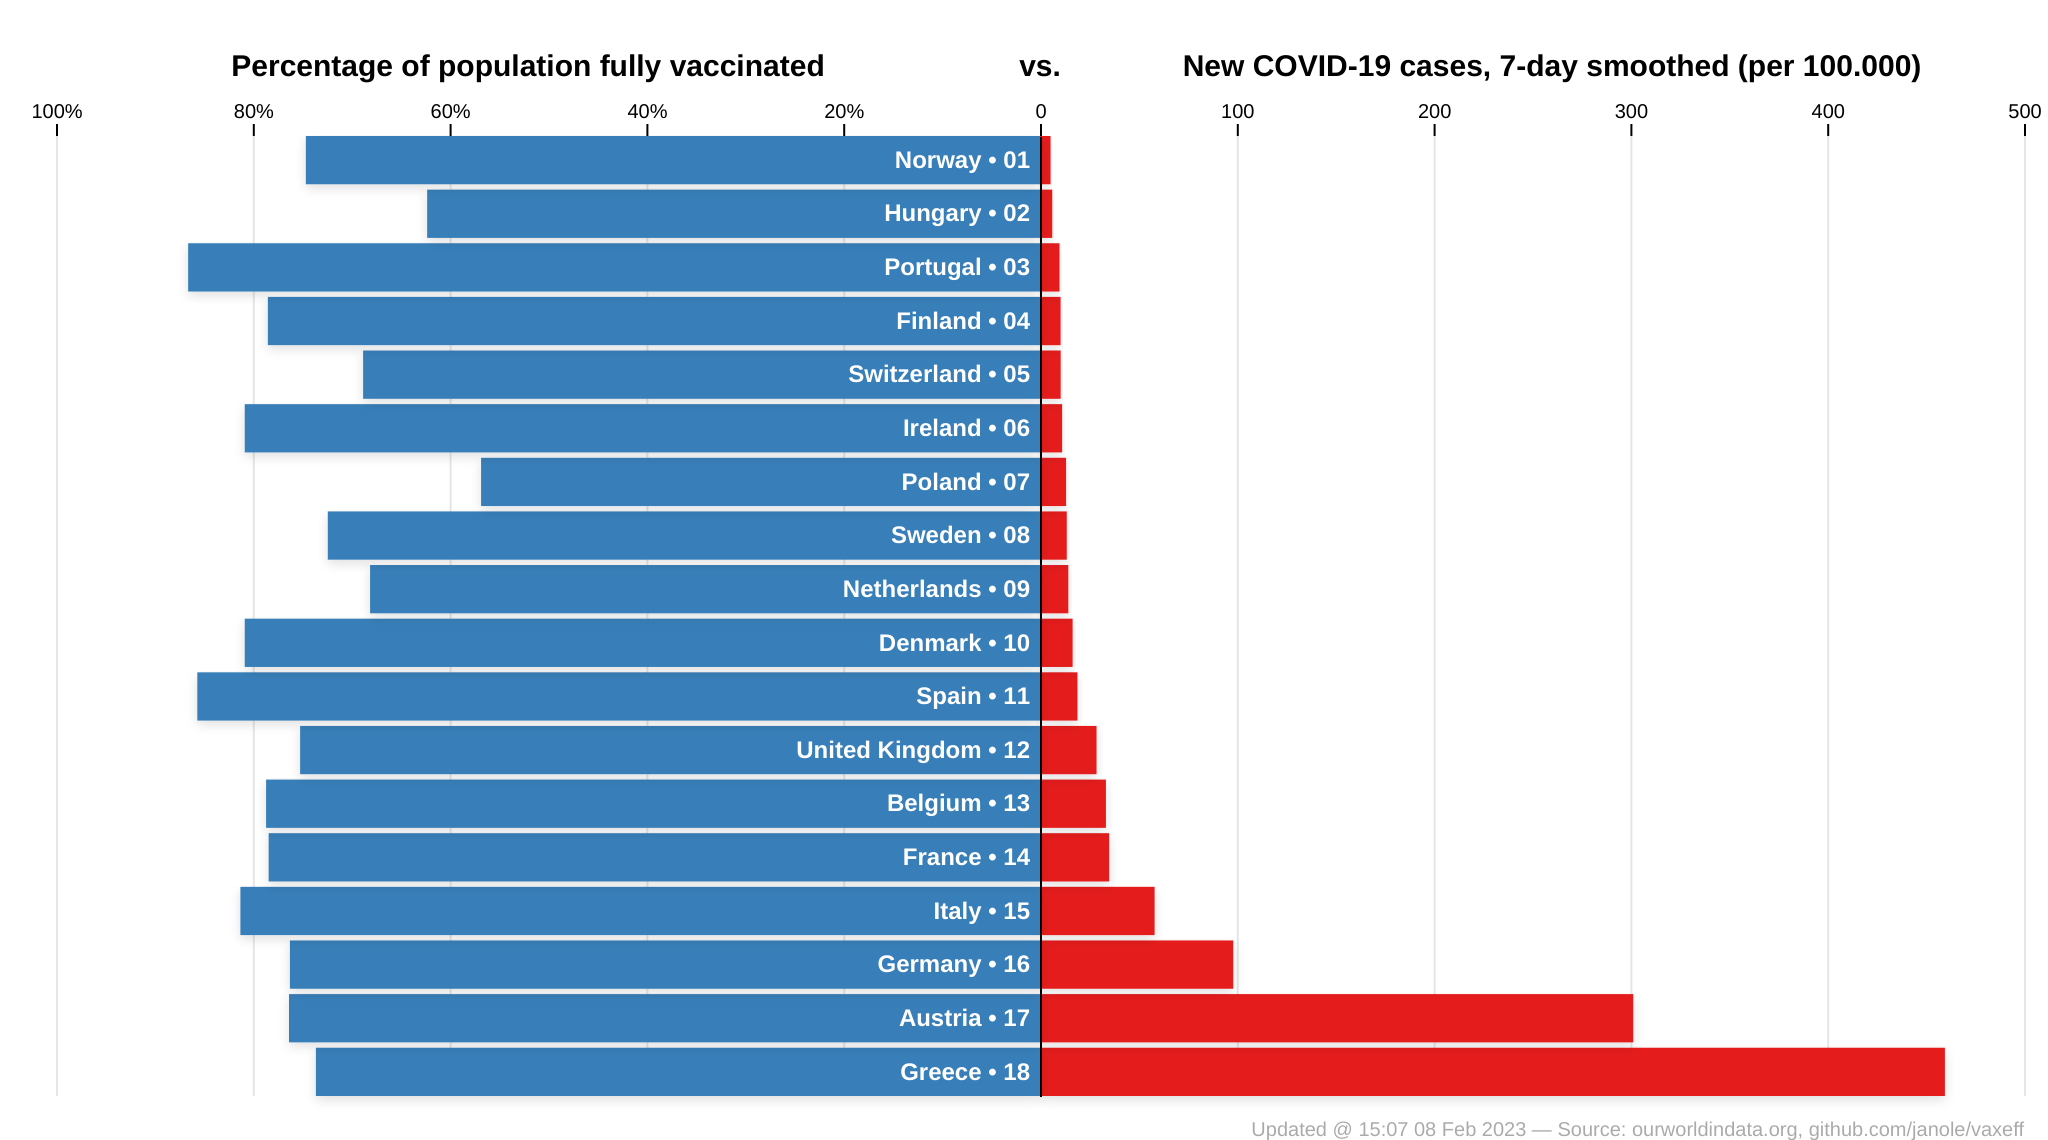 Percentage of population fully vaccinated vs. New COVID-19 cases, 7-day smoothed (per 100.000)
100% 80% 60% 40% 20% 0 100 200 300 400 500
Norway • 01
Hungary • 02
Portugal • 03
Finland • 04
Switzerland • 05
Ireland • 06
Poland • 07
Sweden • 08
Netherlands • 09
Denmark • 10
Spain • 11
United Kingdom • 12
Belgium • 13
France • 14
Italy • 15
Germany • 16
Austria • 17
Greece • 18
Updated @ 15:07 08 Feb 2023 — Source: ourworldindata.org, github.com/janole/vaxeff